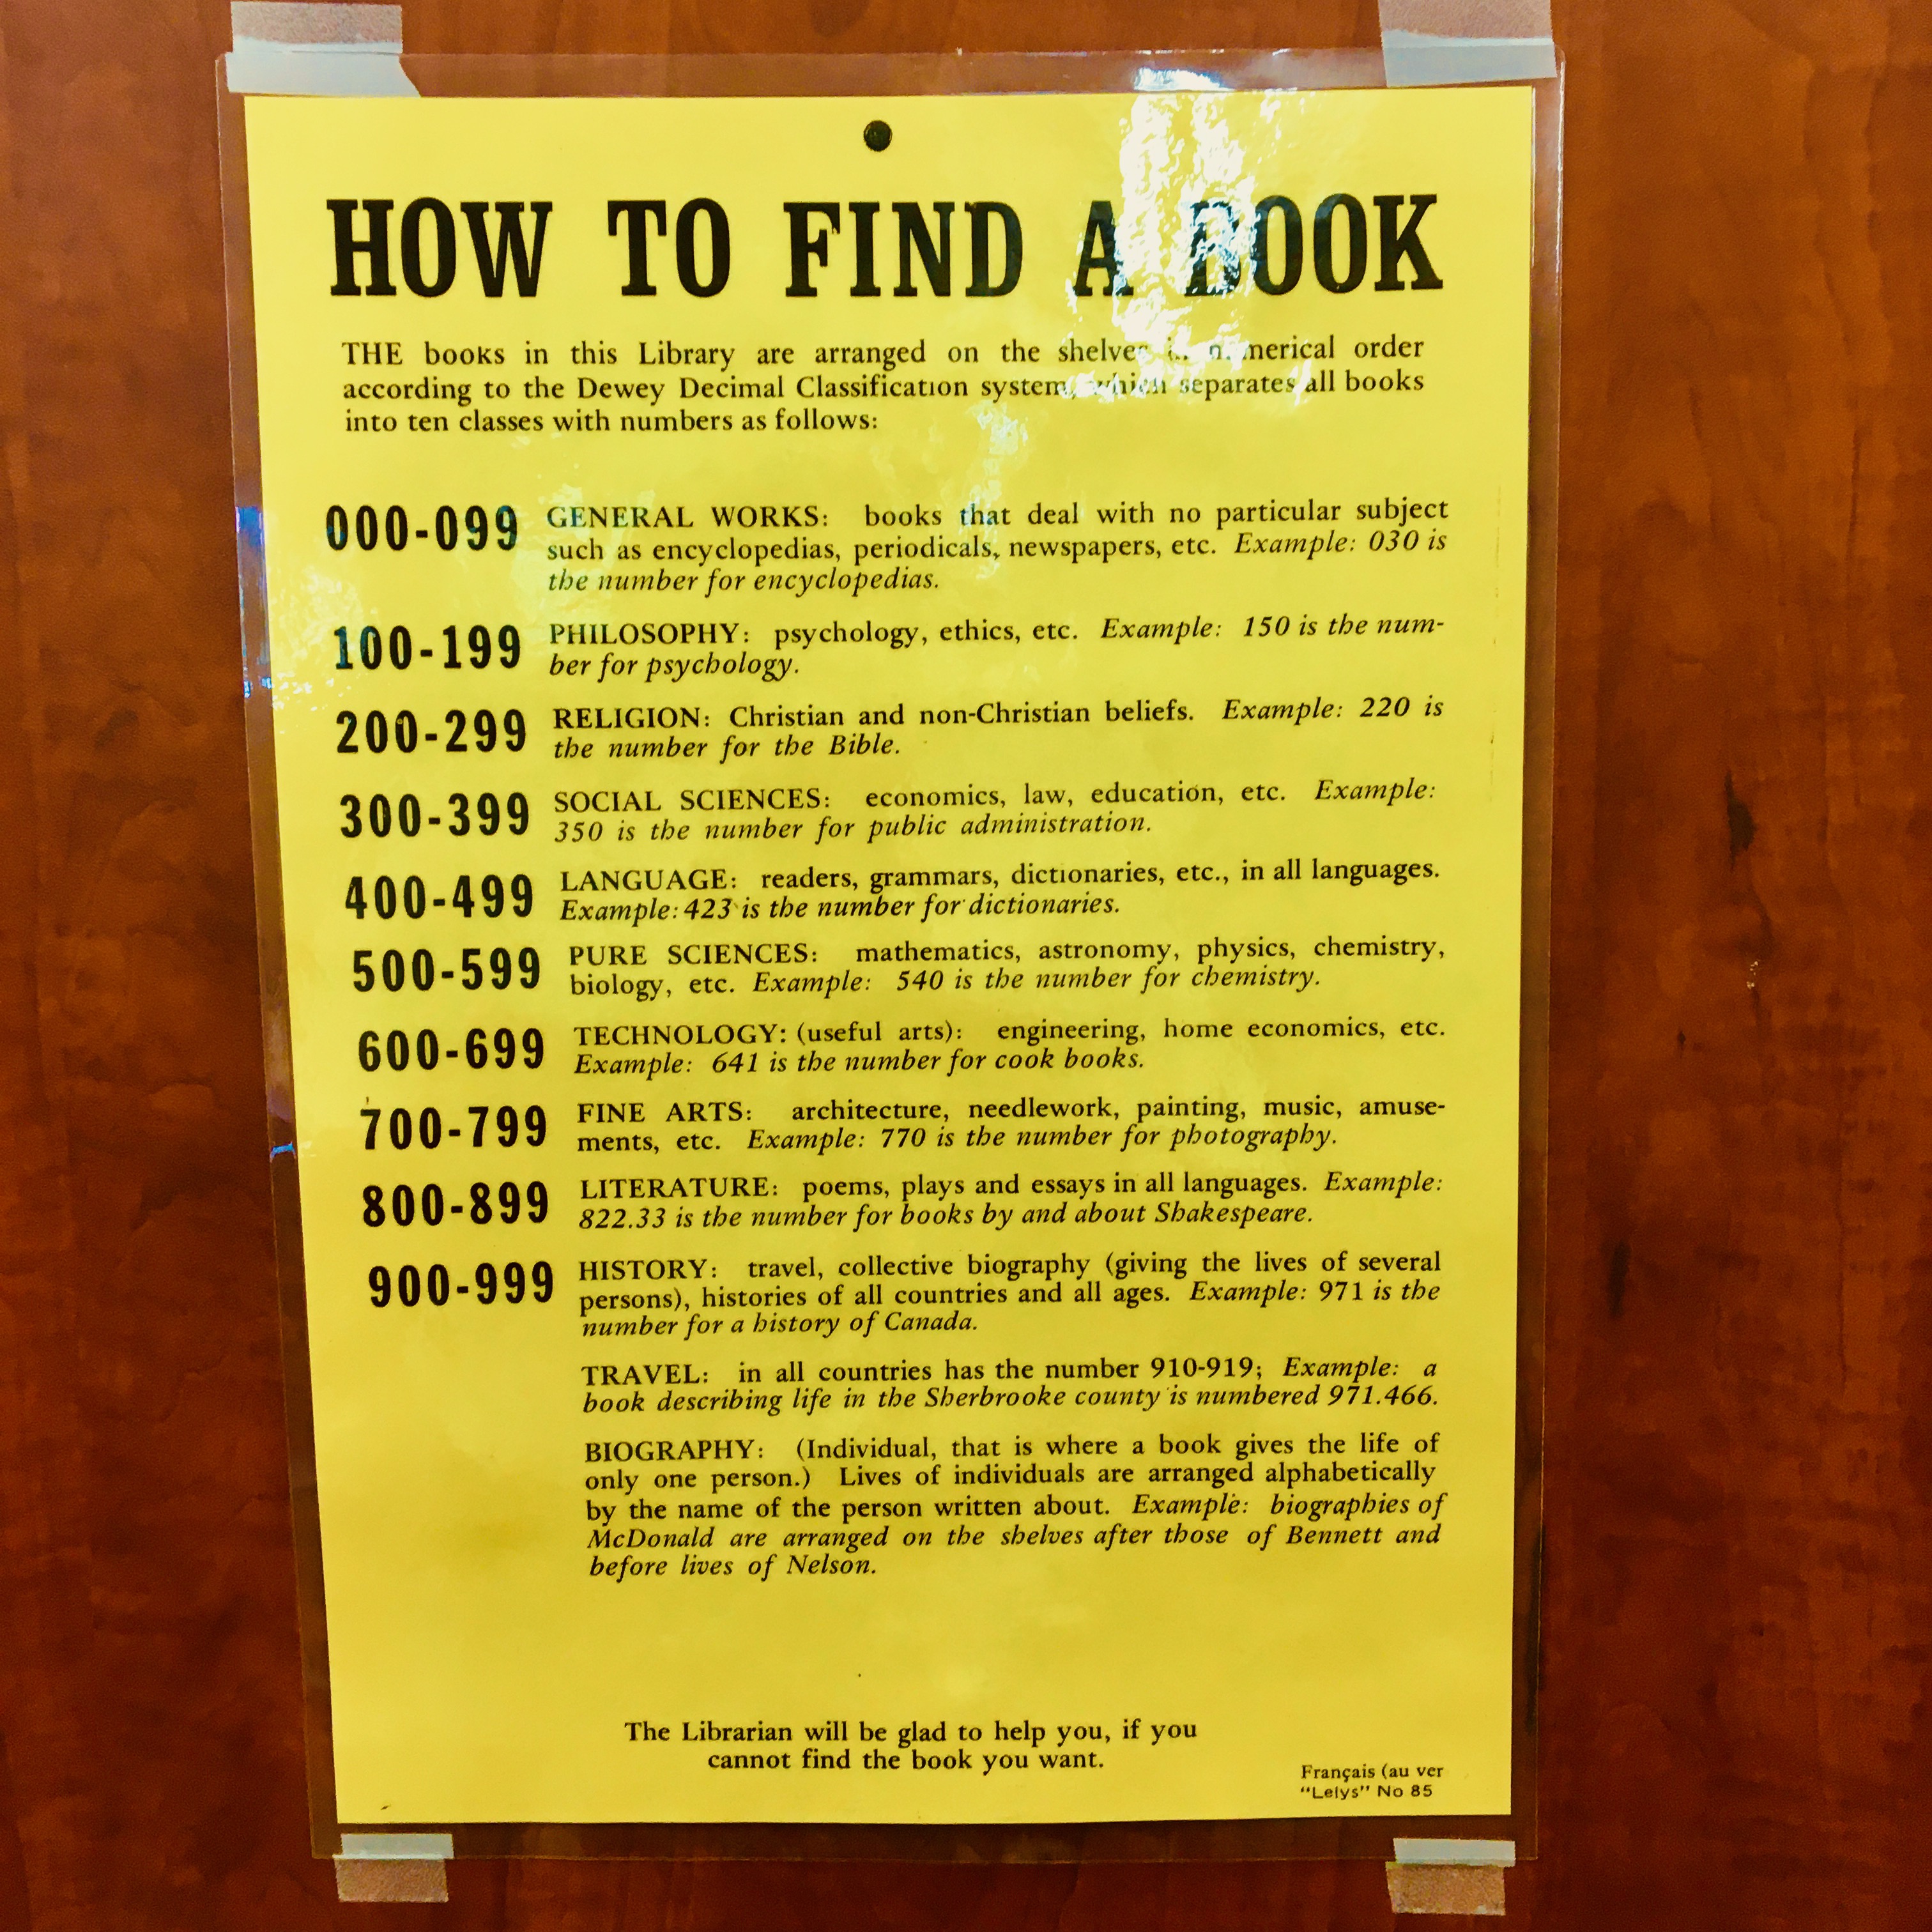 HOW TO FIND A BOOK
THE books in this Library are arranged on the shelves in numerical order
according to the Dewey Decimal Classification system, which separates all books
into ten classes with numbers as follows:
000-099 GENERAL WORKS: books that deal with no particular subject
such as encyclopedias, periodicals, newspapers, etc. Example: 030 is
the number for encyclopedias.
100-199 PHILOSOPHY: psychology, ethics, etc. Example: 150 is the num-
ber for psychology.
200-299 RELIGION: Christian and non-Christian beliefs. Example: 220 is
the number for the Bible.
300-399 SOCIAL SCIENCES: economics, law, education, etc. Example:
350 is the number for public administration.
400-499 LANGUAGE: readers, grammars, dictionaries, etc., in all languages.
Example: 423 is the number for dictionaries.
500-599 PURE SCIENCES: mathematics, astronomy, physics, chemistry,
biology, etc. Example: 540 is the number for chemistry.
600-699 TECHNOLOGY: (useful arts): engineering, home economics, etc.
Example: 641 is the number for cook books.
700-799 FINE ARTS: architecture, needlework, painting, music, amuse-
ments, etc. Example: 770 is the number for photography.
800-899 LITERATURE: poems, plays and essays in all languages. Example:
822.33 is the number for books by and about Shakespeare.
900-999 HISTORY: travel, collective biography (giving the lives of several
persons), histories of all countries and all ages. Example: 971 is the
number for a history of Canada.
TRAVEL: in all countries has the number 910-919; Example: a
book describing life in the Sherbrooke county is numbered 971.466.
BIOGRAPHY: (Individual, that is where a book gives the life of
only one person.) Lives of individuals are arranged alphabetically
by the name of the person written about. Example: biographies of
McDonald are arranged on the shelves after those of Bennett and
before lives of Nelson.
The Librarian will be glad to help you, if you
cannot find the book you want.
Français (au ver
"Lelys" No 85